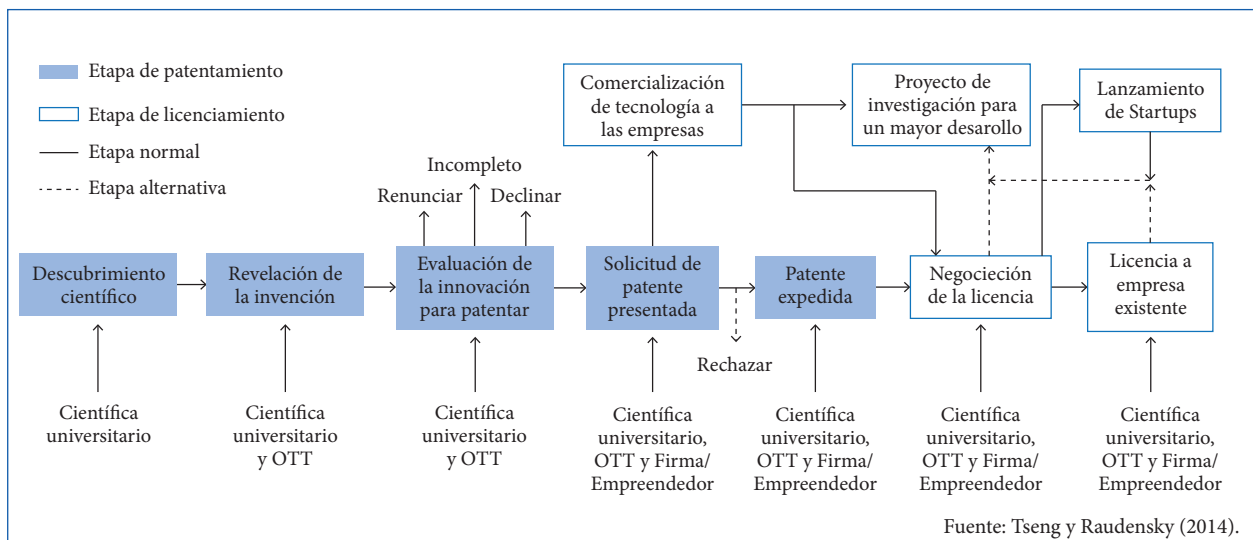 Etapa de patentamiento
Etapa de licenciamiento
Etapa normal
Etapa alternativa
Comercialización
de tecnología a
las empresas
Proyecto de
investigación para
un mayor desarollo
Lanzamiento
de Startups
Incompleto
Renunciar
Declinar
Descubrimiento
científico
Revelación de
la invención
Evaluación de
la innovación
para patentar
Solicitud de
patente
presentada
Patente
expedida
Negocieción
de la licencia
Licencia a
empresa
existente
Rechazar
Científica
universitario
Científica
universitario
y OTT
Científica
universitario
y OTT
Científica
universitario,
OTT y Firma/
Empreendedor
Científica
universitario,
OTT y Firma/
Empreendedor
Científica
universitario,
OTT y Firma/
Empreendedor
Científica
universitario,
OTT y Firma/
Empreendedor
Fuente: Tseng y Raudensky (2014).